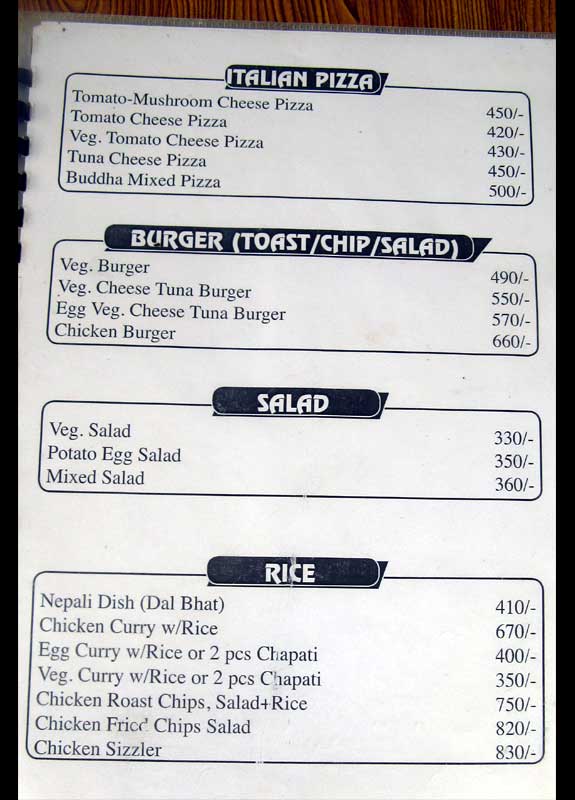 ITALIAN PIZZA
Tomato-Mushroom Cheese Pizza 450/-
Tomato Cheese Pizza 420/-
Veg. Tomato Cheese Pizza 430/-
Tuna Cheese Pizza 450/-
Buddha Mixed Pizza 500/-
BURGER (TOAST/CHIP/SALAD)
Veg. Burger 490/-
Veg. Cheese Tuna Burger 550/-
Egg Veg. Cheese Tuna Burger 570/-
Chicken Burger 660/-
SALAD
Veg. Salad 330/-
Potato Egg Salad 350/-
Mixed Salad 360/-
RICE
Nepali Dish (Dal Bhat) 410/-
Chicken Curry w/Rice 670/-
Egg Curry w/Rice or 2 pcs Chapati 400/-
Veg. Curry w/Rice or 2 pcs Chapati 350/-
Chicken Roast Chips, Salad+Rice 750/-
Chicken Fried Chips Salad 820/-
Chicken Sizzler 830/-